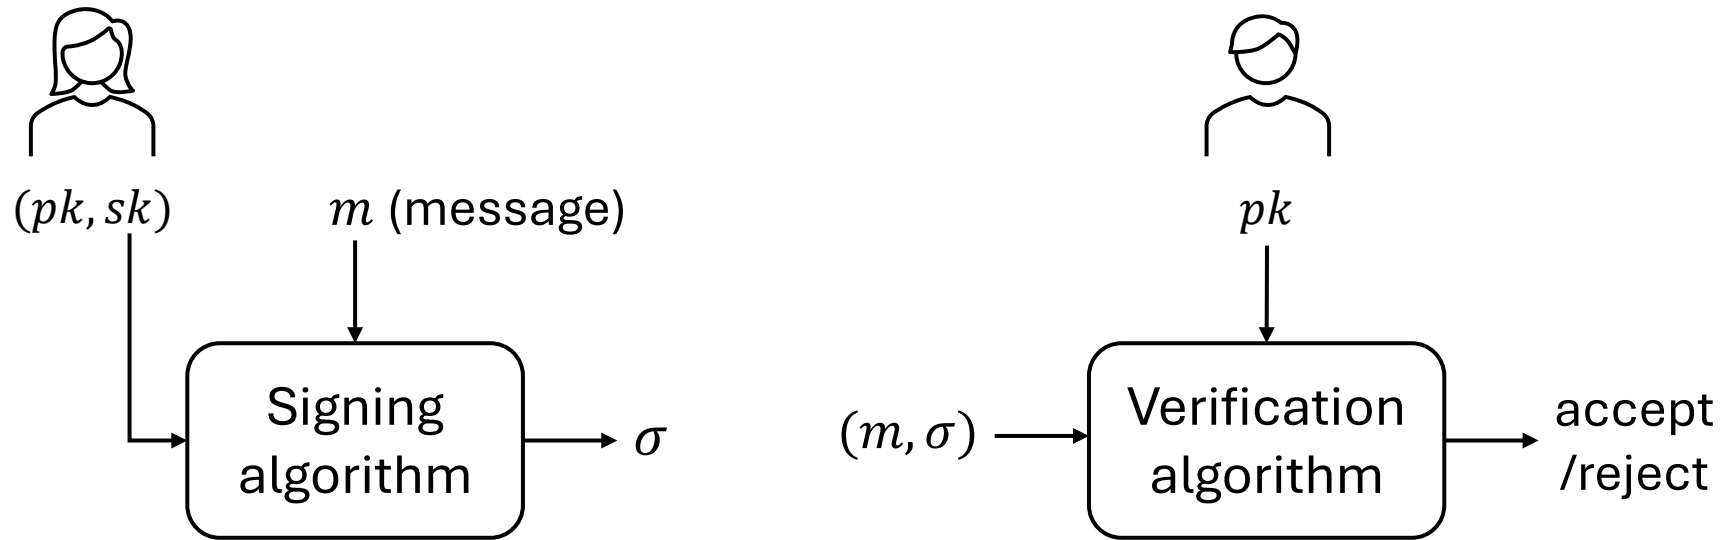 (pk, sk)
m (message)
Signing
algorithm
σ
pk
(m, σ)
Verification
algorithm
accept
/reject